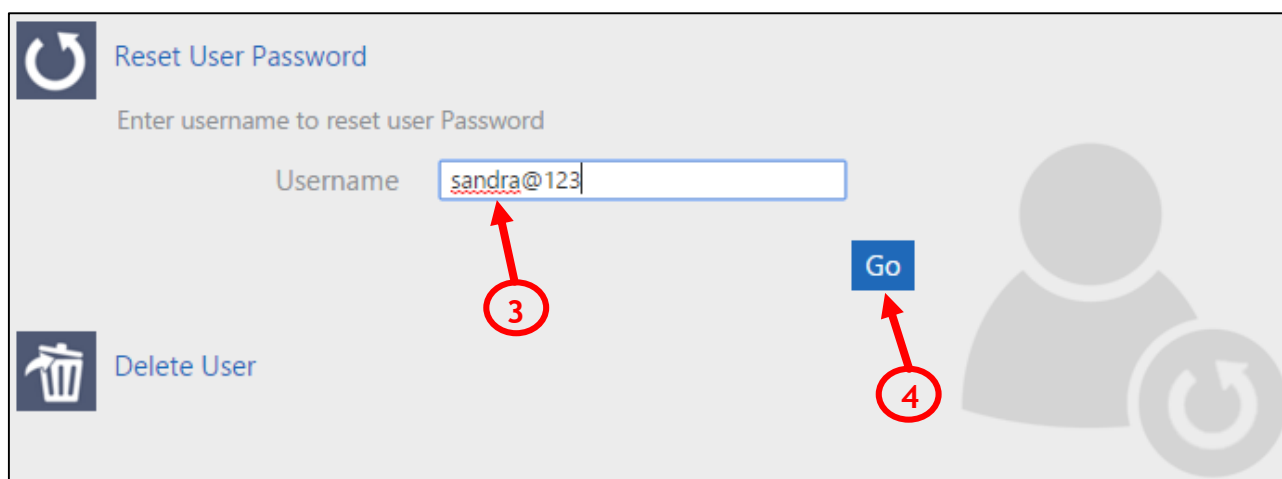 Reset User Password
Enter username to reset user Password
Username sandra@123
Go
3
Delete User
4